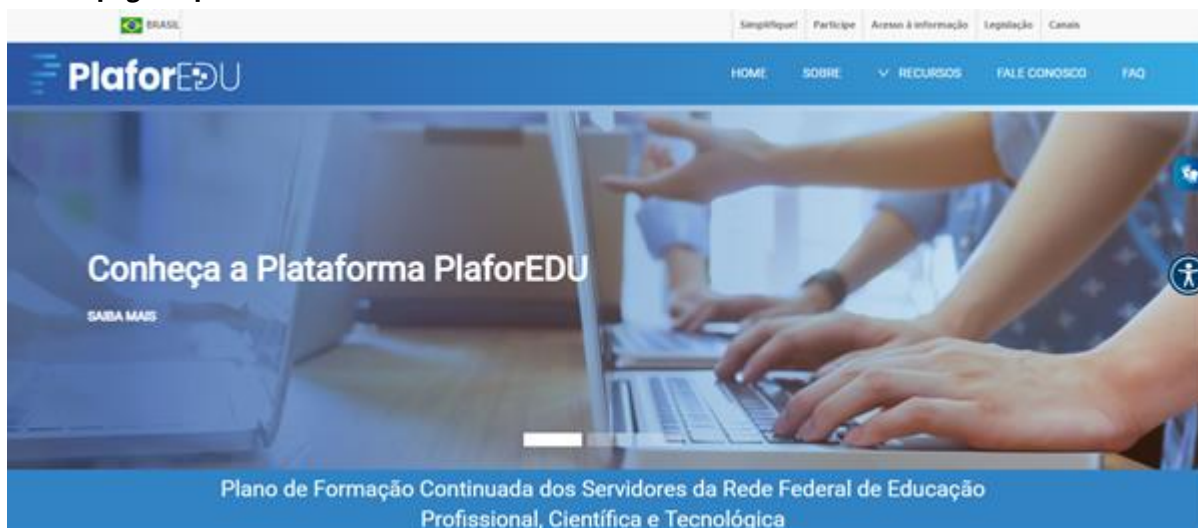 BRASIL
Simplifique! Participe Acesso à informação Legislação Canais
PlaforEDU
HOME SOBRE RECURSOS FALE CONOSCO FAQ
Conheça a Plataforma PlaforEDU
SAIBA MAIS
Plano de Formação Continuada dos Servidores da Rede Federal de Educação
Profissional, Científica e Tecnológica